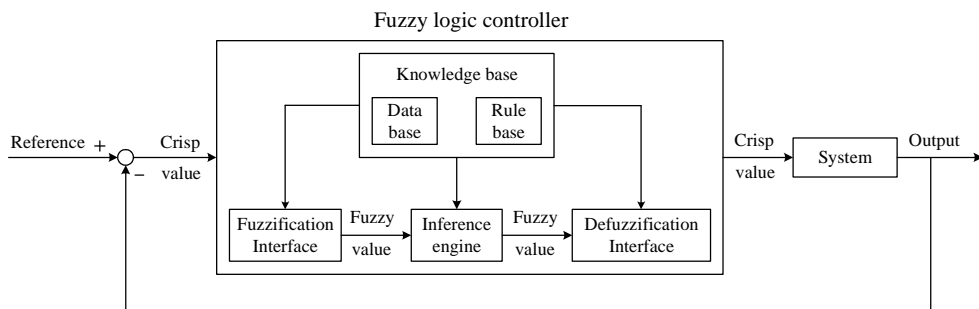 Fuzzy logic controller
Knowledge base
Data
base
Rule
base
Reference
+
−
Crisp
value
Fuzzification
Interface
Fuzzy
value
Inference
engine
Fuzzy
value
Defuzzification
Interface
Crisp
value
System
Output